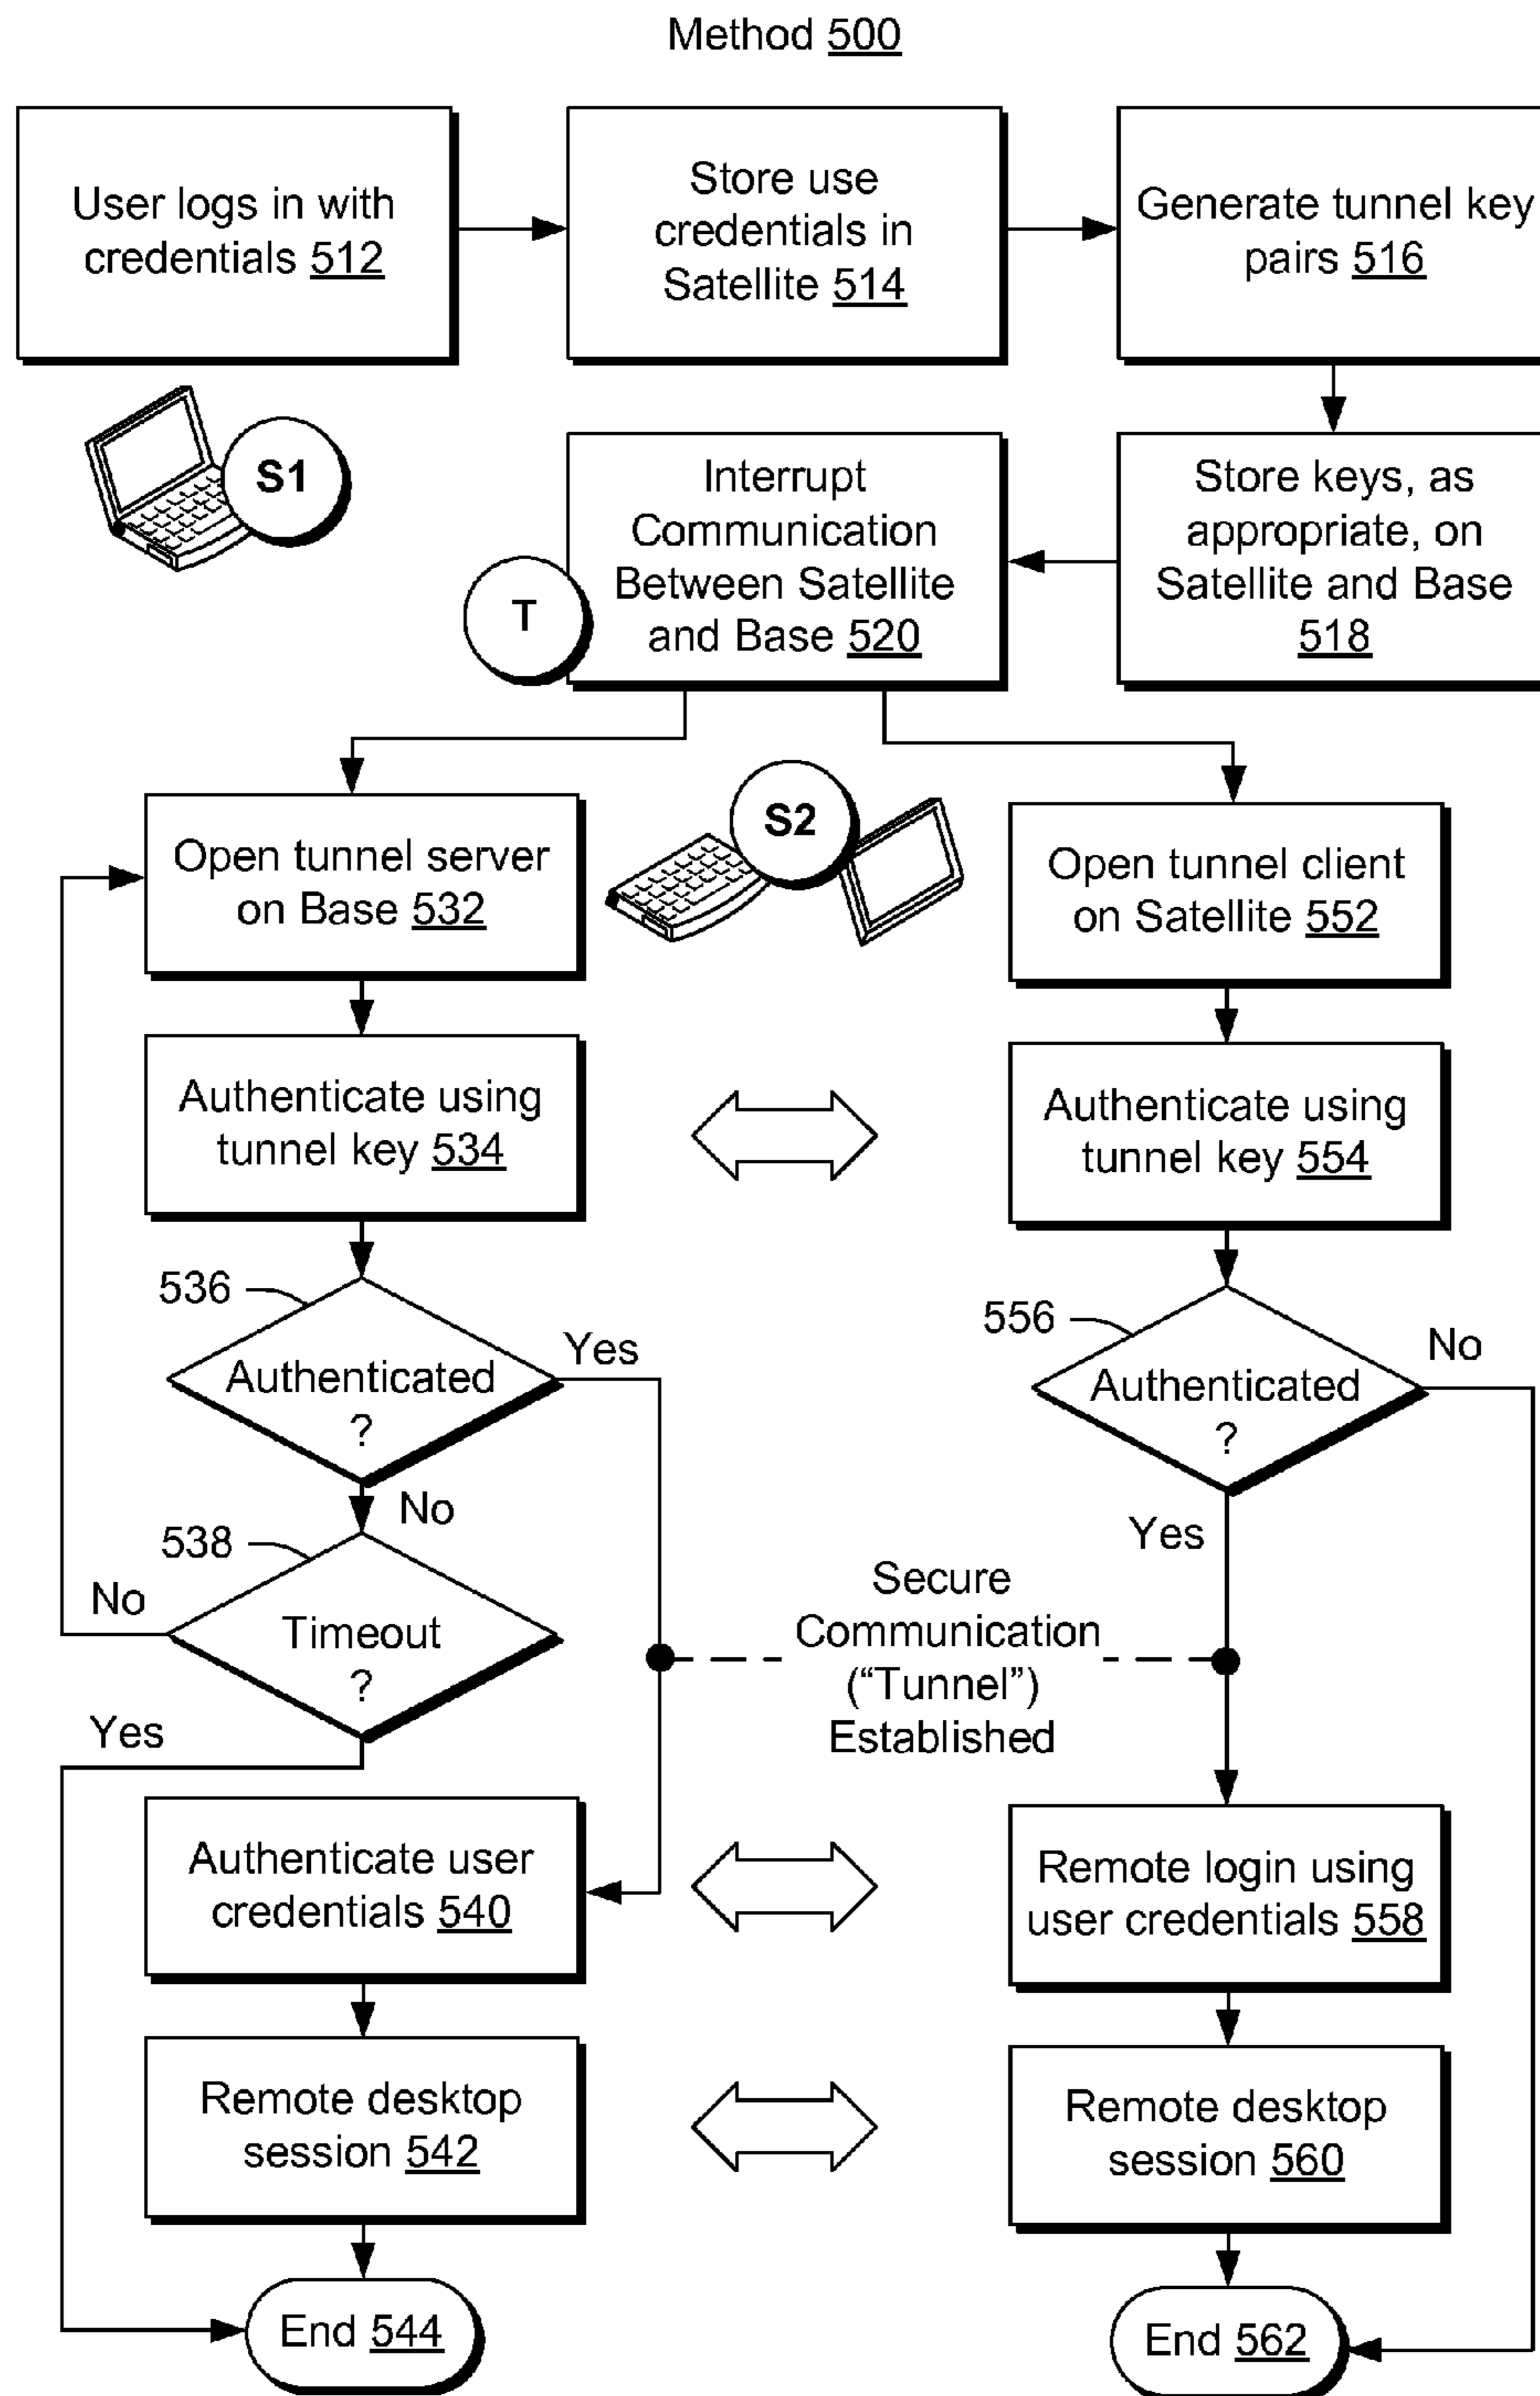 Method 500
User logs in with
credentials 512
Store use
credentials in
Satellite 514
Generate tunnel key
pairs 516
S1
Interrupt
Communication
Between Satellite
and Base 520
T
Store keys, as
appropriate, on
Satellite and Base
518
Open tunnel server
on Base 532
S2
Open tunnel client
on Satellite 552
Authenticate using
tunnel key 534
Authenticate using
tunnel key 554
536
Authenticated
?
Yes
No
556
Authenticated
?
No
Yes
538
Timeout
?
No
Yes
Secure
Communication
(“Tunnel”)
Established
Authenticate user
credentials 540
Remote login using
user credentials 558
Remote desktop
session 542
Remote desktop
session 560
End 544
End 562